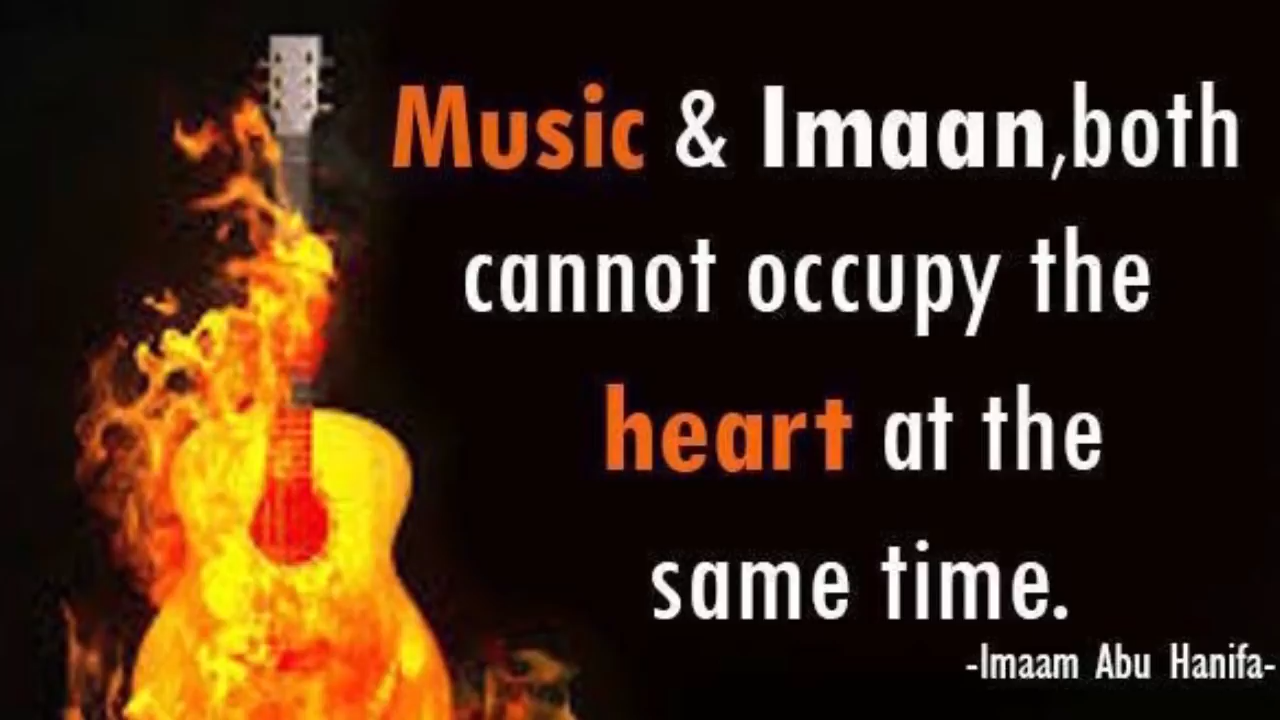 Music & Imaan,both
cannot occupy the
heart at the
same time.
-Imaam Abu Hanifa-